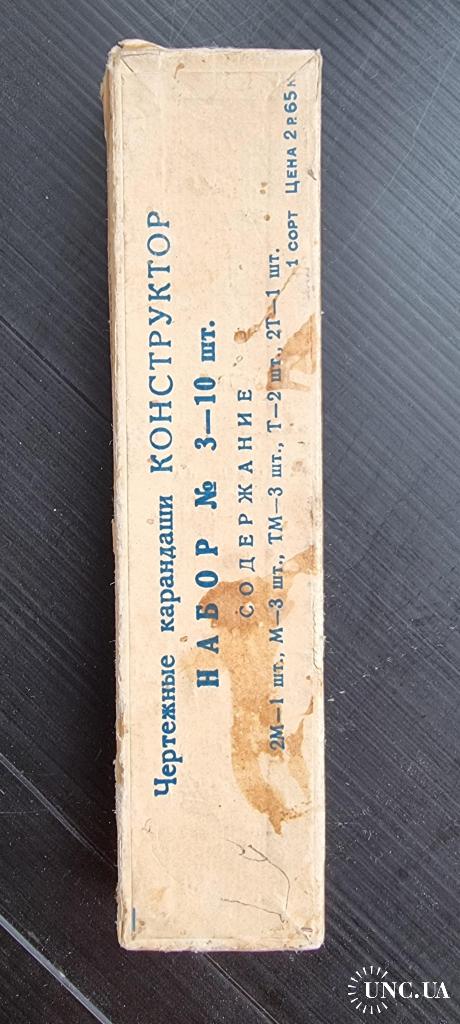 Чертежные карандаши КОНСТРУКТОР
НАБОР № 3—10 шт.
СОДЕРЖАНИЕ
2М—1 шт., М—3 шт., ТМ—3 шт., Т—2 шт., 2Т—1 шт.
1 СОРТ ЦЕНА 2 Р. 65 К
UNC.UA